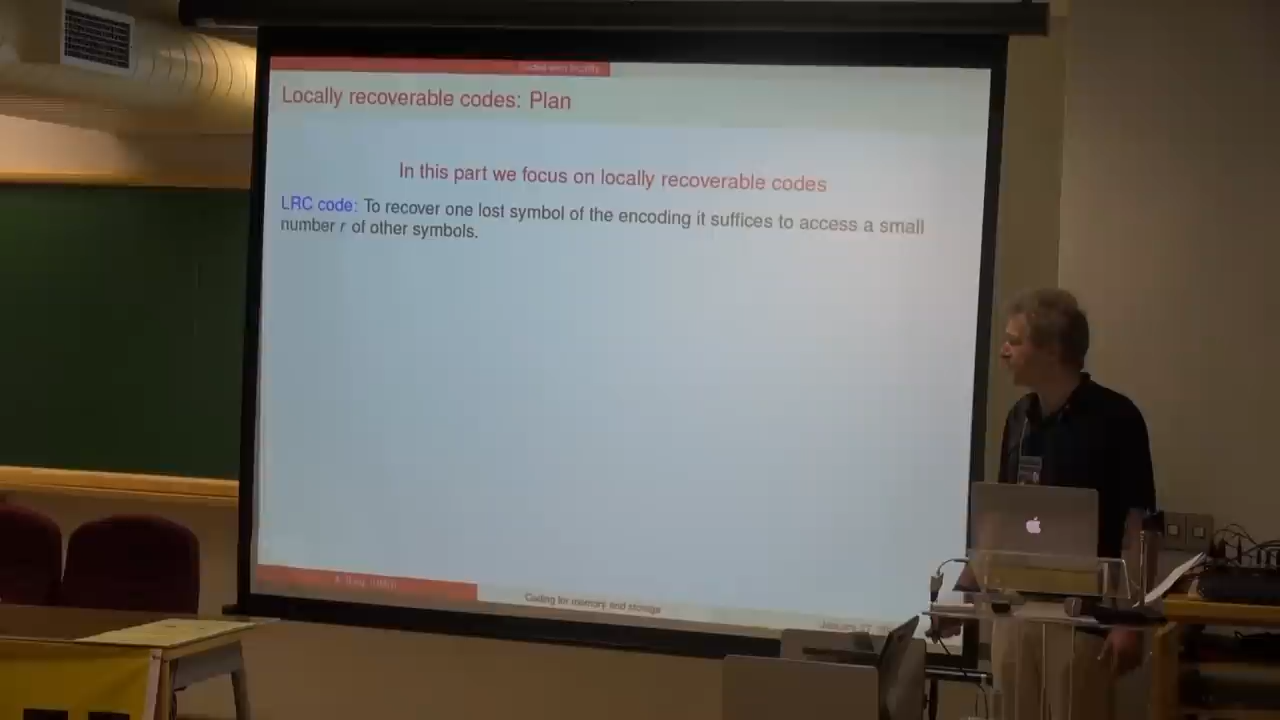 Locally recoverable codes: Plan
In this part we focus on locally recoverable codes
LRC code: To recover one lost symbol of the encoding it suffices to access a small
number r of other symbols.
Coding for memory and storage